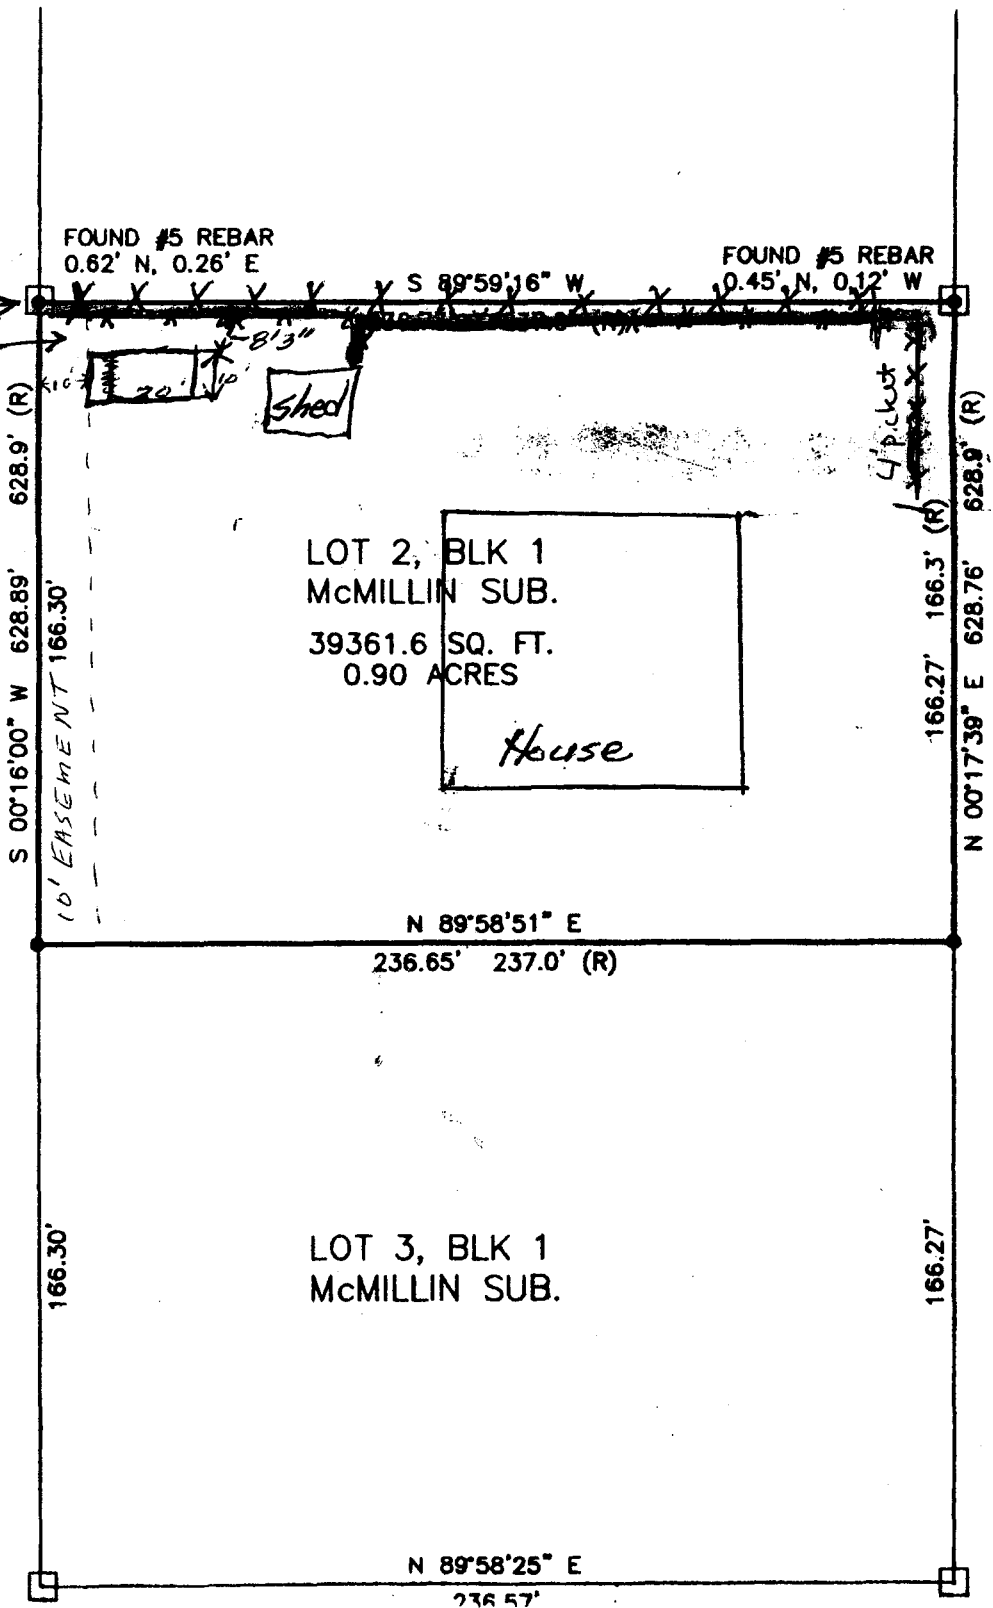 FOUND #5 REBAR
0.62' N, 0.26' E
FOUND #5 REBAR
0.45' N, 0.12' W
S 89°59'16" W
8'3"
10'
20'
10'
Shed
4' picket
S 00°16'00" W 628.89' 628.9' (R)
166.30'
10' EASEMENT
LOT 2, BLK 1
McMILLIN SUB.
39361.6 SQ. FT.
0.90 ACRES
House
166.27' 166.3' (R)
N 00°17'39" E 628.76' 628.9' (R)
N 89°58'51" E
236.65' 237.0' (R)
166.30'
LOT 3, BLK 1
McMILLIN SUB.
166.27'
N 89°58'25" E
236.57'